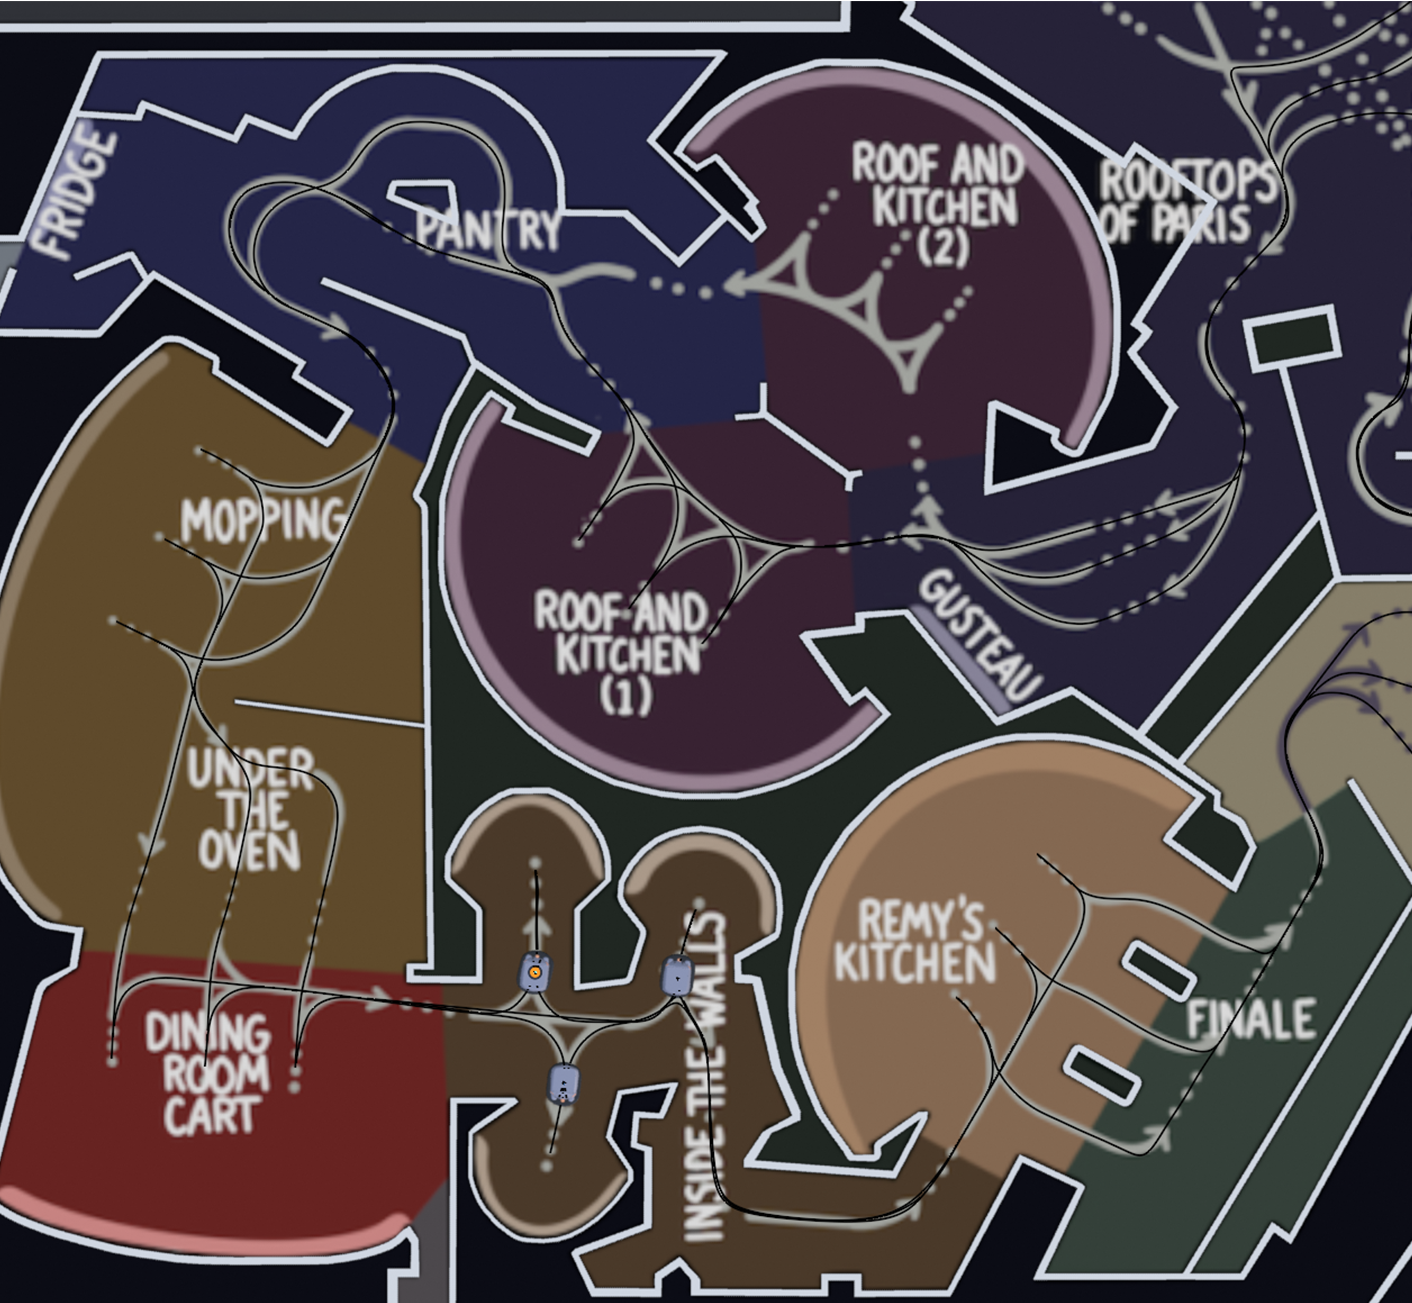 FRIDGE
PANTRY
ROOF AND
KITCHEN
(2)
ROOFTOPS
OF PARIS
MOPPING
ROOF AND
KITCHEN
(1)
GUSTEAU
UNDER
THE
OVEN
REMY'S
KITCHEN
FINALE
INSIDE THE WALLS
DINING
ROOM
CART